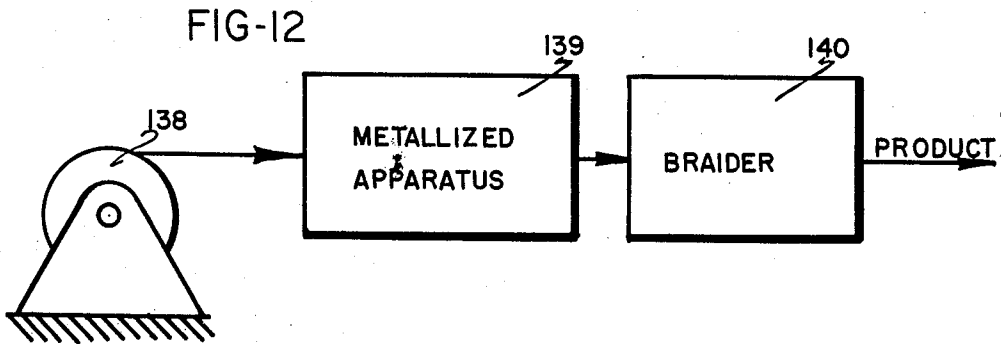 FIG-12
138
139
METALLIZED
APPARATUS
140
BRAIDER
PRODUCT